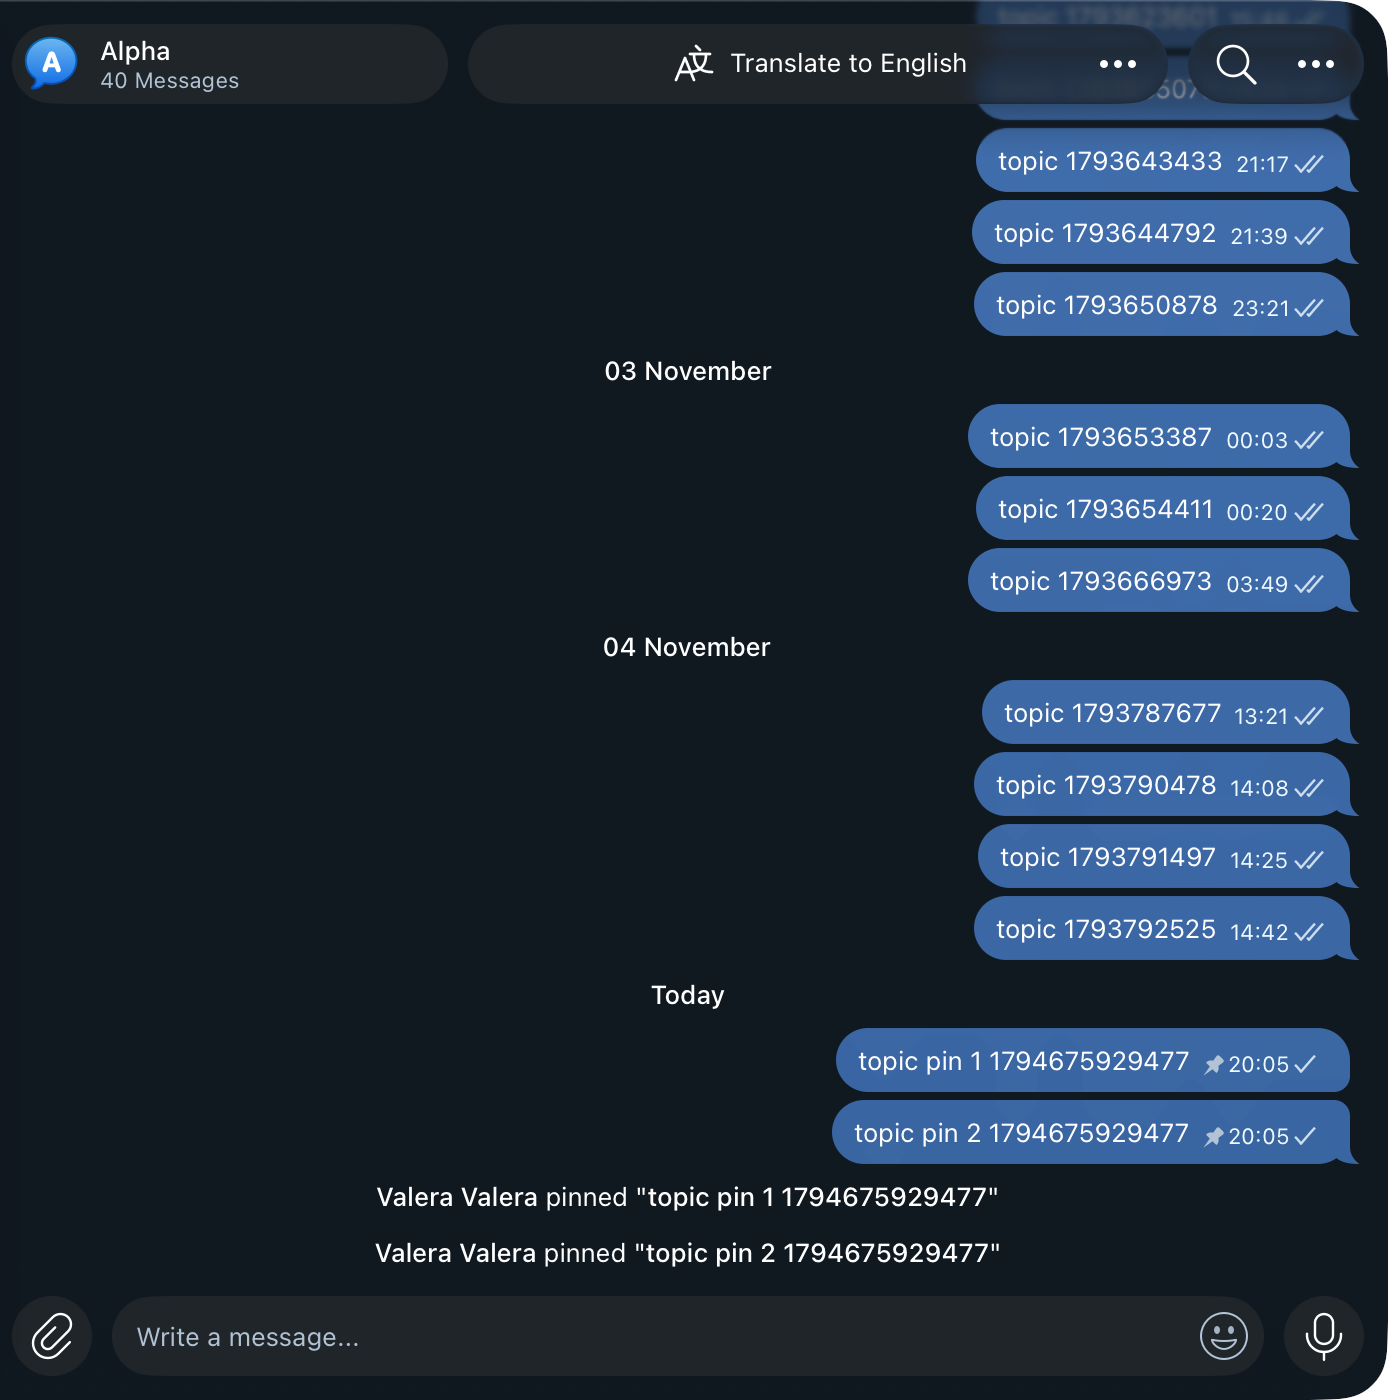 Alpha
40 Messages
Translate to English
topic 1793643433 21:17
topic 1793644792 21:39
topic 1793650878 23:21
03 November
topic 1793653387 00:03
topic 1793654411 00:20
topic 1793666973 03:49
04 November
topic 1793787677 13:21
topic 1793790478 14:08
topic 1793791497 14:25
topic 1793792525 14:42
Today
topic pin 1 1794675929477 20:05
topic pin 2 1794675929477 20:05
Valera Valera pinned "topic pin 1 1794675929477"
Valera Valera pinned "topic pin 2 1794675929477"
Write a message...